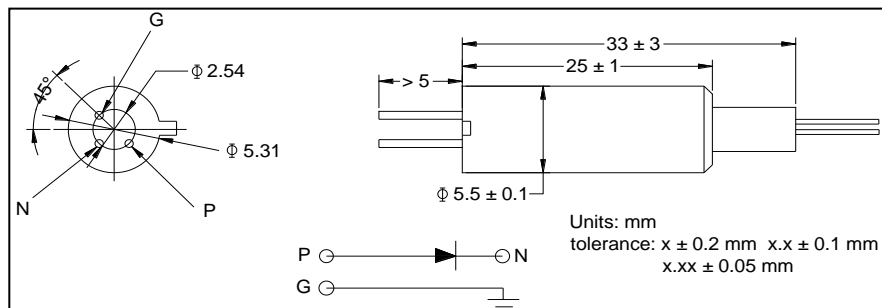 G
33 ± 3
Φ 2.54
25 ± 1
> 5
45°
Φ 5.31
Φ 5.5 ± 0.1
N
P
Units: mm
tolerance: x ± 0.2 mm x.x ± 0.1 mm
x.xx ± 0.05 mm
P
N
G